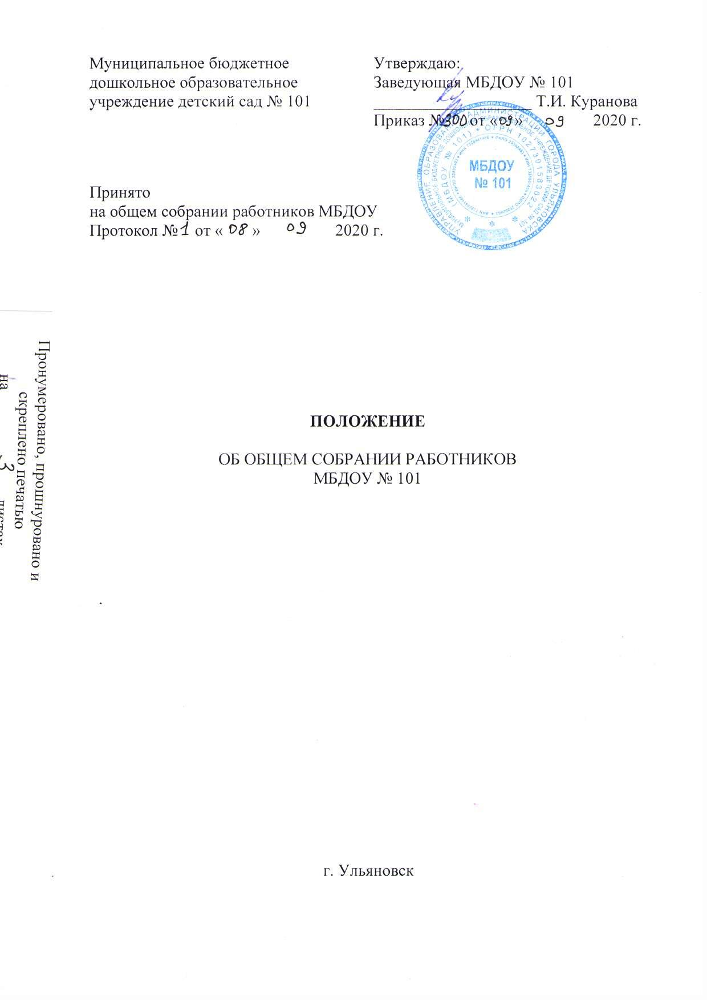 Муниципальное бюджетное
дошкольное образовательное
учреждение детский сад № 101
Утверждаю:
Заведующая МБДОУ № 101
Т.И. Куранова
Приказ №300 от «09» 09 2020 г.
УПРАВЛЕНИЕ ОБРАЗОВАНИЯ АДМИНИСТРАЦИИ ГОРОДА УЛЬЯНОВСКА
МУНИЦИПАЛЬНОЕ БЮДЖЕТНОЕ ДОШКОЛЬНОЕ ОБРАЗОВАТЕЛЬНОЕ УЧРЕЖДЕНИЕ ДЕТСКИЙ САД № 101
(МБДОУ № 101) * ОГРН 1027301583022
МБДОУ
№ 101
Принято
на общем собрании работников МБДОУ
Протокол №1 от « 08 » 09 2020 г.
Пронумеровано, прошнуровано и
скреплено печатью
на 3
ПОЛОЖЕНИЕ
ОБ ОБЩЕМ СОБРАНИИ РАБОТНИКОВ
МБДОУ № 101
г. Ульяновск